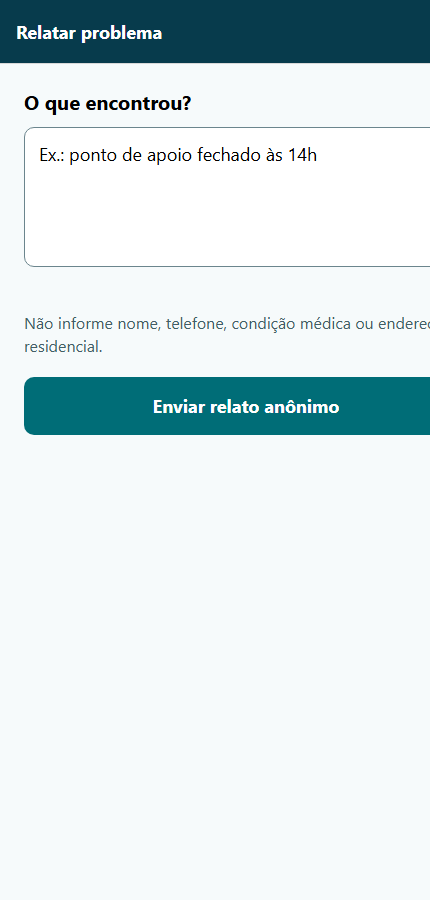 Relatar problema
O que encontrou?
Ex.: ponto de apoio fechado às 14h
Não informe nome, telefone, condição médica ou
residencial.
Enviar relato anônimo